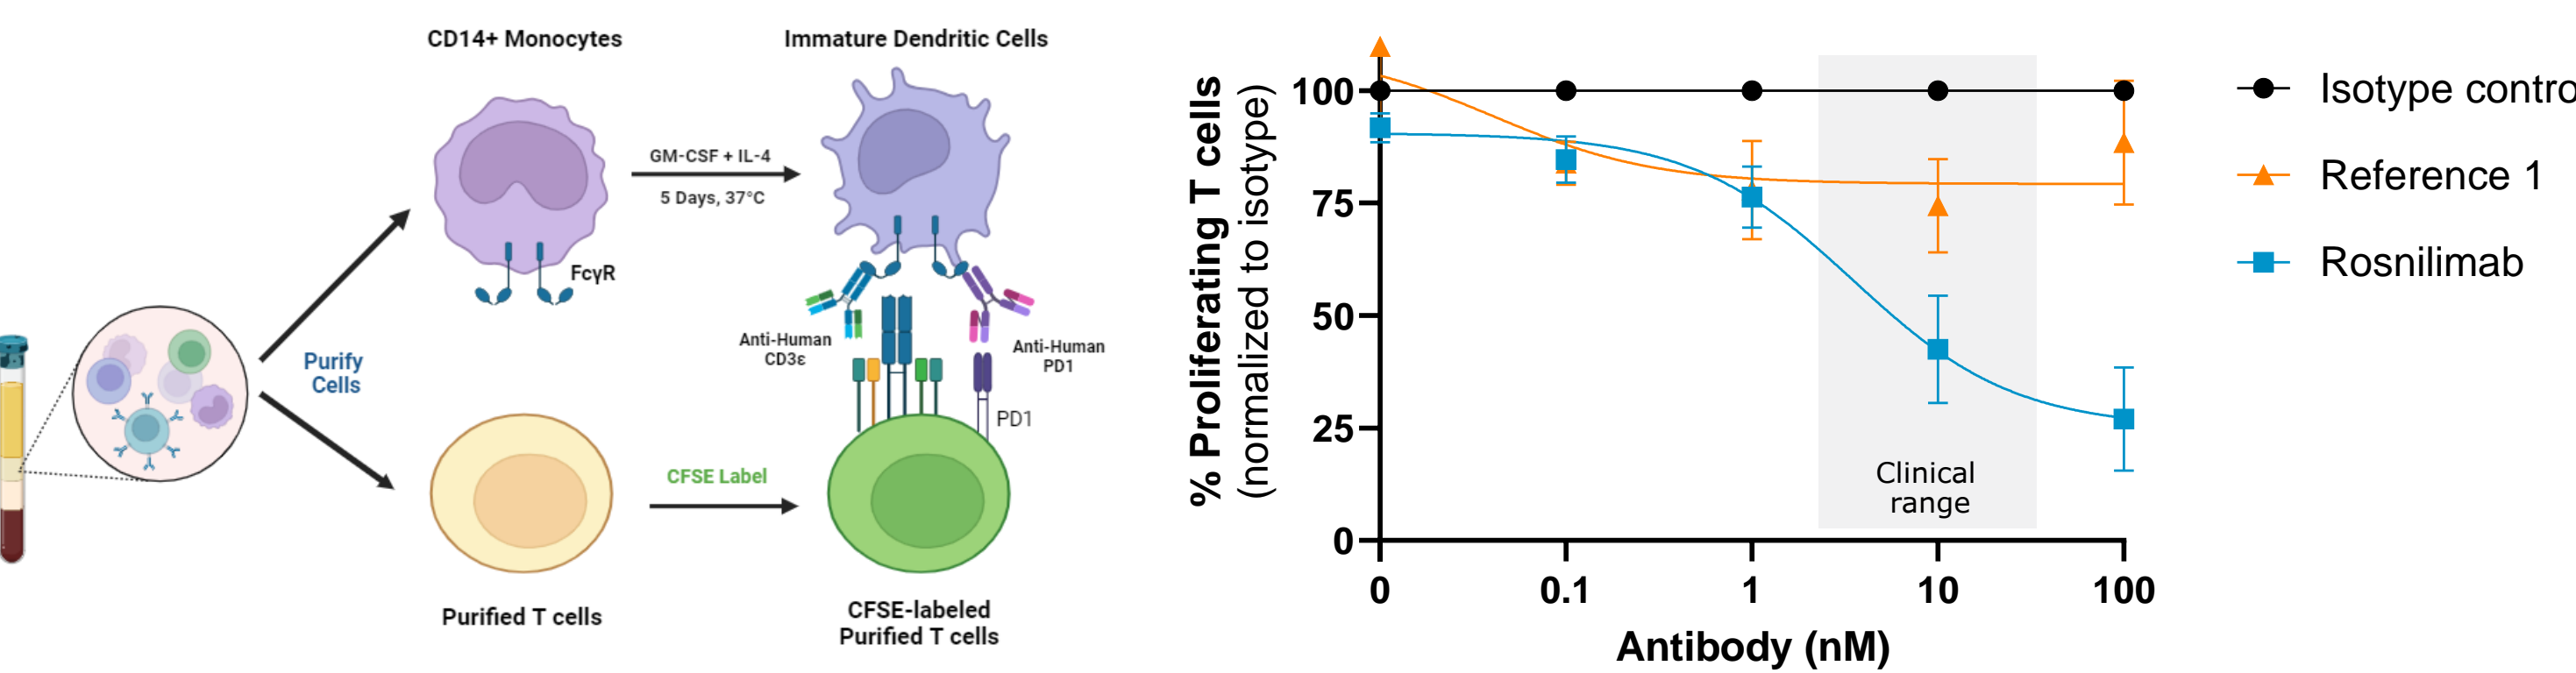 CD14+ Monocytes
Immature Dendritic Cells
GM-CSF + IL-4
5 Days, 37°C
FcγR
Purify
Cells
Anti-Human
CD3ε
Anti-Human
PD1
PD1
CFSE Label
Purified T cells
CFSE-labeled
Purified T cells
% Proliferating T cells
(normalized to isotype)
100
75
50
25
0
0
0.1
1
10
100
Antibody (nM)
Clinical
range
Isotype contro
Reference 1
Rosnilimab